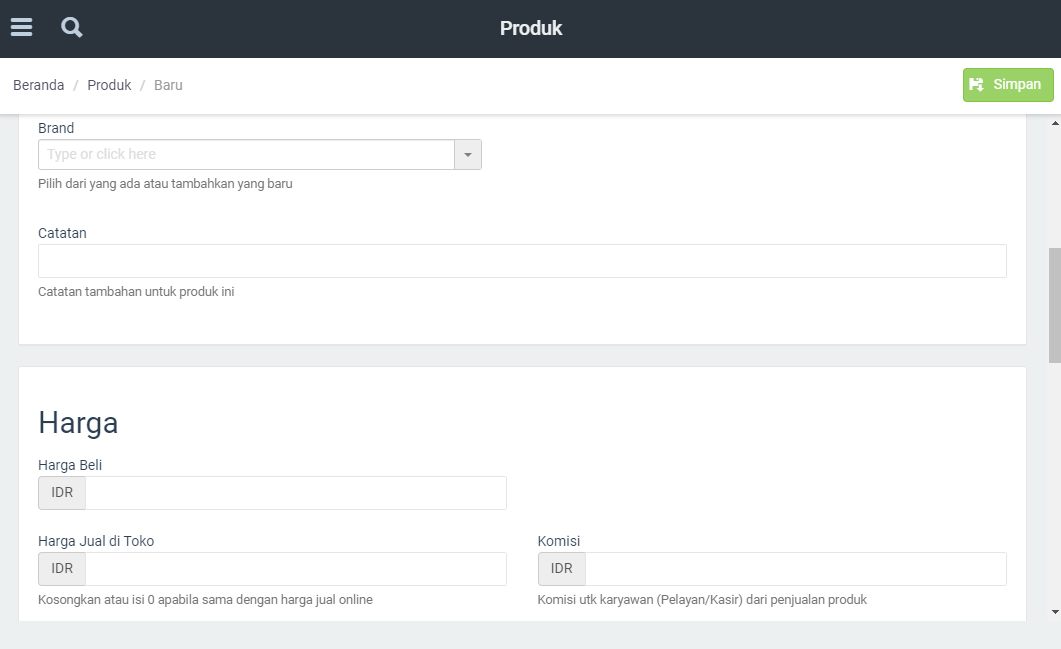 Produk
Beranda / Produk / Baru
Simpan
Brand
Type or click here
Pilih dari yang ada atau tambahkan yang baru
Catatan
Catatan tambahan untuk produk ini
Harga
Harga Beli
IDR
Harga Jual di Toko
IDR
Kosongkan atau isi 0 apabila sama dengan harga jual online
Komisi
IDR
Komisi utk karyawan (Pelayan/Kasir) dari penjualan produk